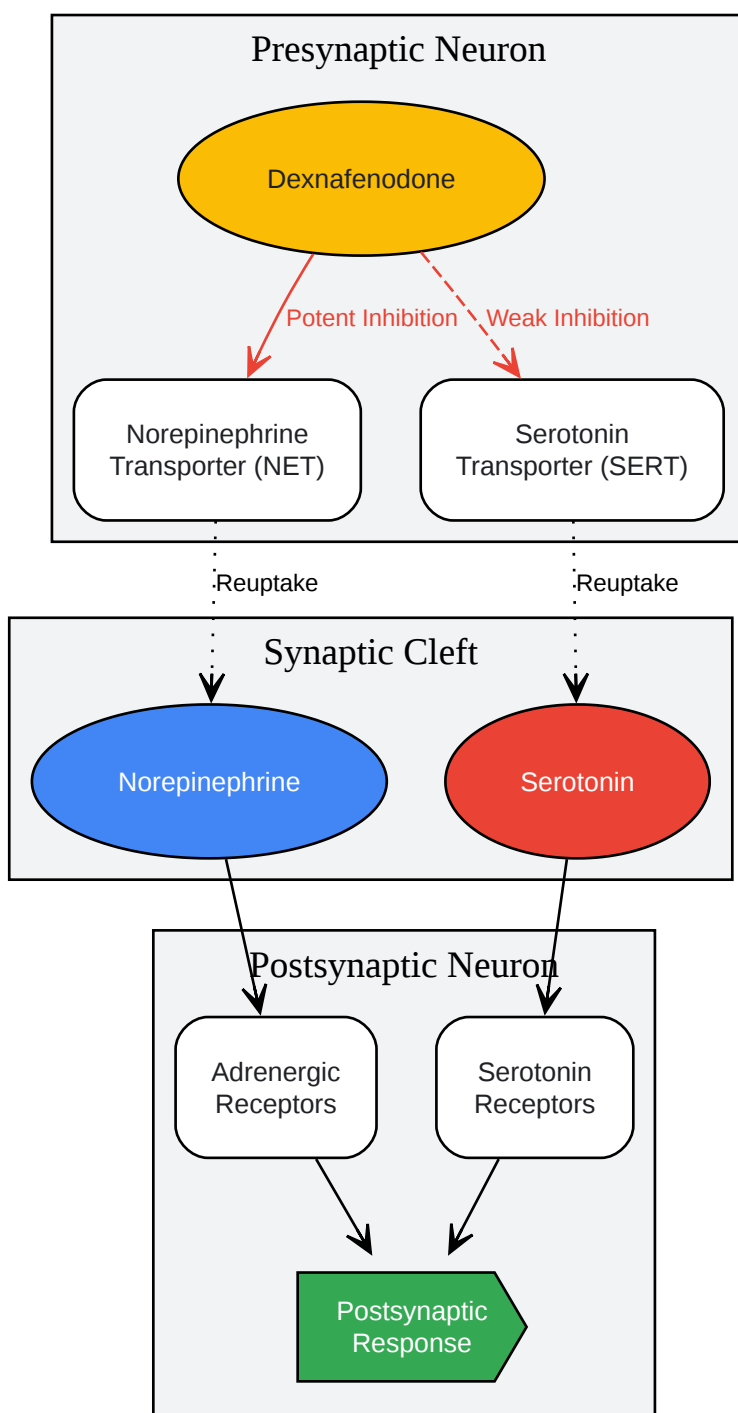 Presynaptic Neuron
Dexnafenodone
Potent Inhibition
Weak Inhibition
Norepinephrine
Transporter (NET)
Serotonin
Transporter (SERT)
Reuptake
Reuptake
Synaptic Cleft
Norepinephrine
Serotonin
Postsynaptic Neuron
Adrenergic
Receptors
Serotonin
Receptors
Postsynaptic
Response